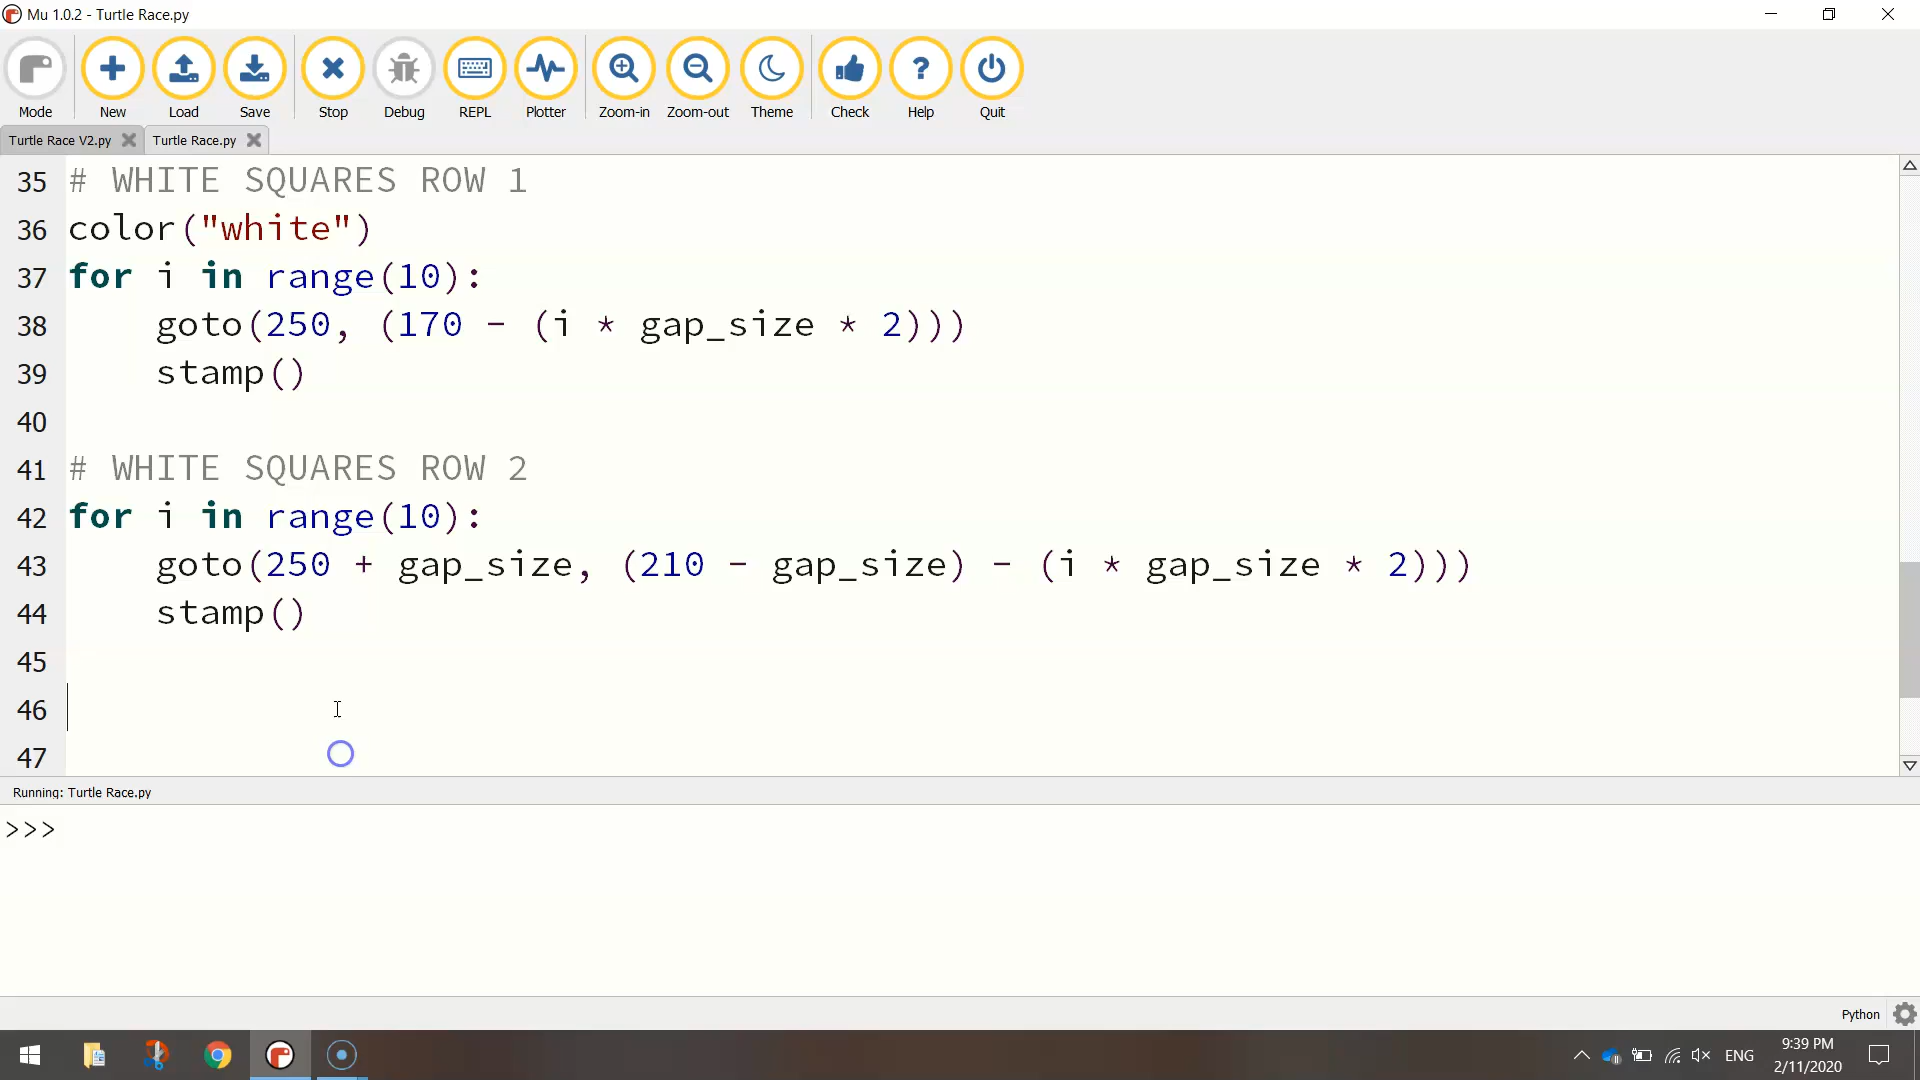 Mu 1.0.2 - Turtle Race.py
Mode New Load Save Stop Debug REPL Plotter Zoom-in Zoom-out Theme Check Help Quit
Turtle Race V2.py Turtle Race.py
35 # WHITE SQUARES ROW 1
36 color("white")
37 for i in range(10):
38     goto(250, (170 - (i * gap_size * 2)))
39     stamp()
40
41 # WHITE SQUARES ROW 2
42 for i in range(10):
43     goto(250 + gap_size, (210 - gap_size) - (i * gap_size * 2)))
44     stamp()
45
46
47
Running: Turtle Race.py
>>>
Python
ENG
9:39 PM
2/11/2020